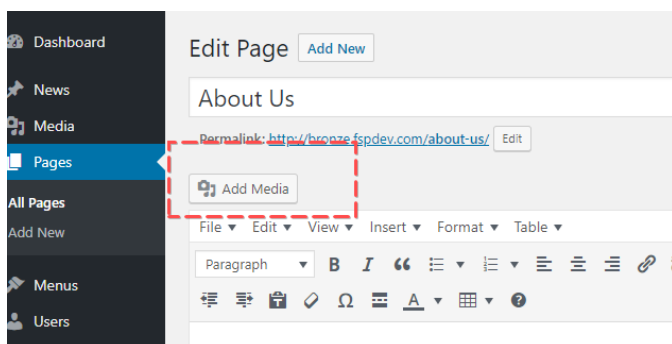 Dashboard
News
Media
Pages
All Pages
Add New
Menus
Users
Edit Page Add New
About Us
Permalink: http://bronze.fspdev.com/about-us/ Edit
Add Media
File Edit View Insert Format Table
Paragraph B I
A